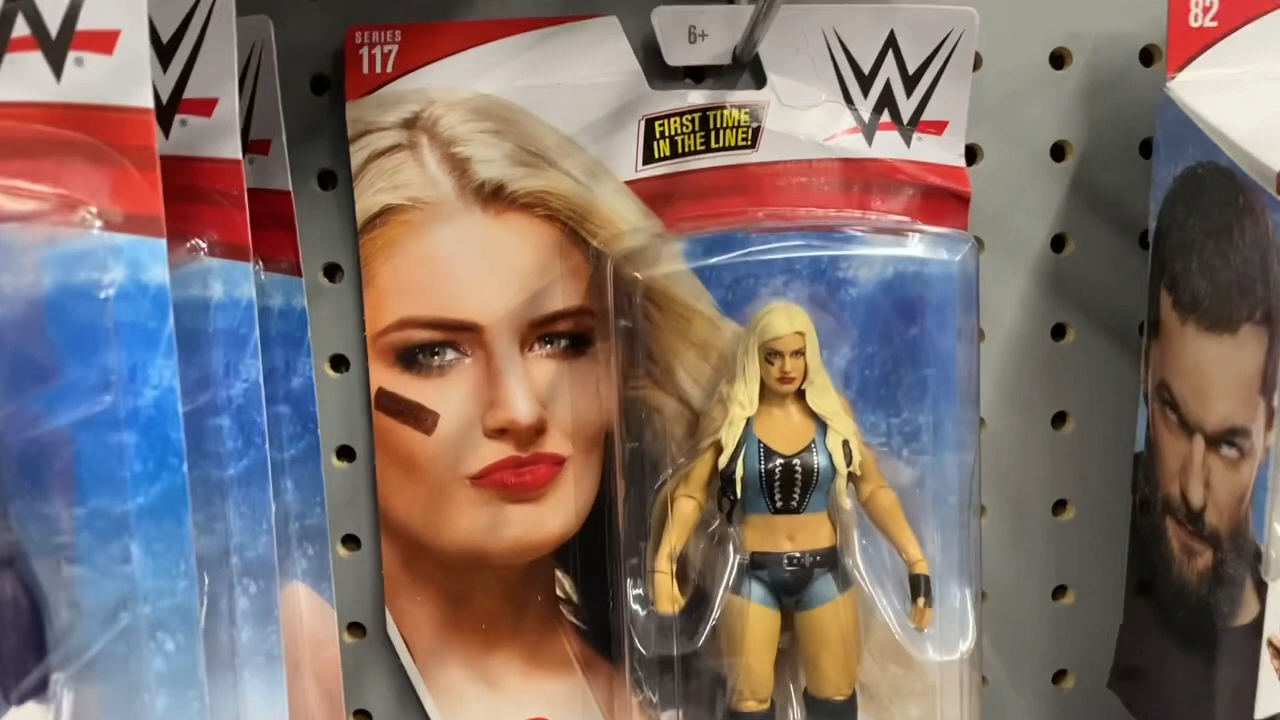 SERIES
117
6+
FIRST TIME
IN THE LINE!
W
®
82